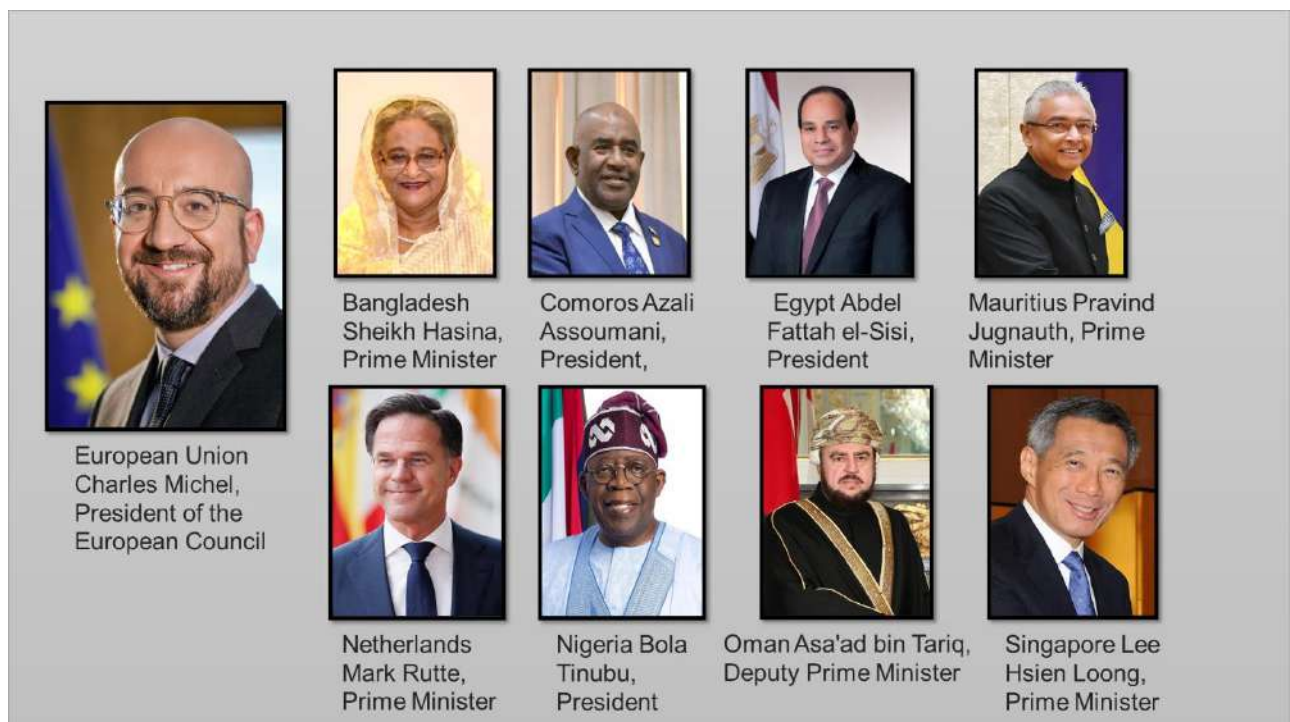 European Union
Charles Michel,
President of the
European Council
Bangladesh
Sheikh Hasina,
Prime Minister
Comoros Azali
Assoumani,
President,
Egypt Abdel
Fattah el-Sisi,
President
Mauritius Pravind
Jugnauth, Prime
Minister
Netherlands
Mark Rutte,
Prime Minister
Nigeria Bola
Tinubu,
President
Oman Asa'ad bin Tariq,
Deputy Prime Minister
Singapore Lee
Hsien Loong,
Prime Minister